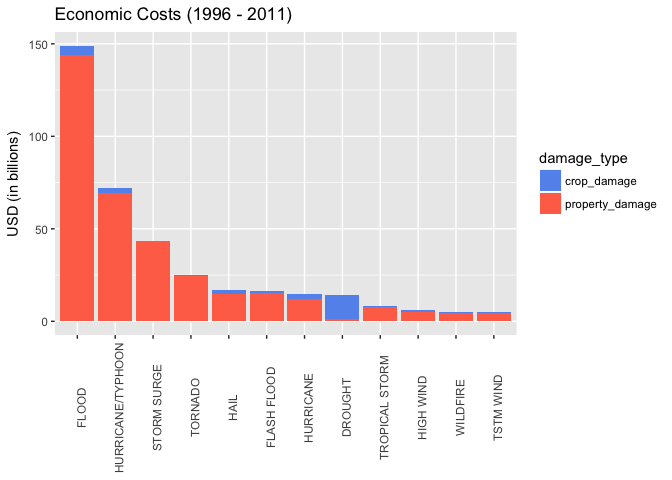 Economic Costs (1996 - 2011)
USD (in billions)
150
100
50
0
FLOOD
HURRICANE/TYPHOON
STORM SURGE
TORNADO
HAIL
FLASH FLOOD
HURRICANE
DROUGHT
TROPICAL STORM
HIGH WIND
WILDFIRE
TSTM WIND
damage_type
crop_damage
property_damage